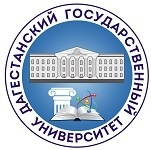 ДАГЕСТАНСКИЙ ГОСУДАРСТВЕННЫЙ
УНИВЕРСИТЕТ